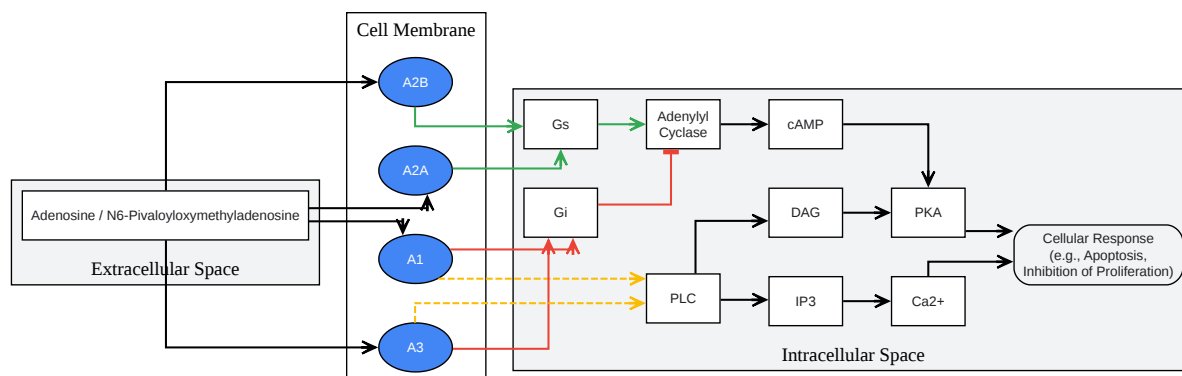 Cell Membrane
A2B
Gs
Adenylyl
Cyclase
cAMP
A2A
Adenosine / N6-Pivaloyloxymethyladenosine
Extracellular Space
Gi
DAG
PKA
A1
Cellular Response
(e.g., Apoptosis,
Inhibition of Proliferation)
PLC
IP3
Ca2+
A3
Intracellular Space